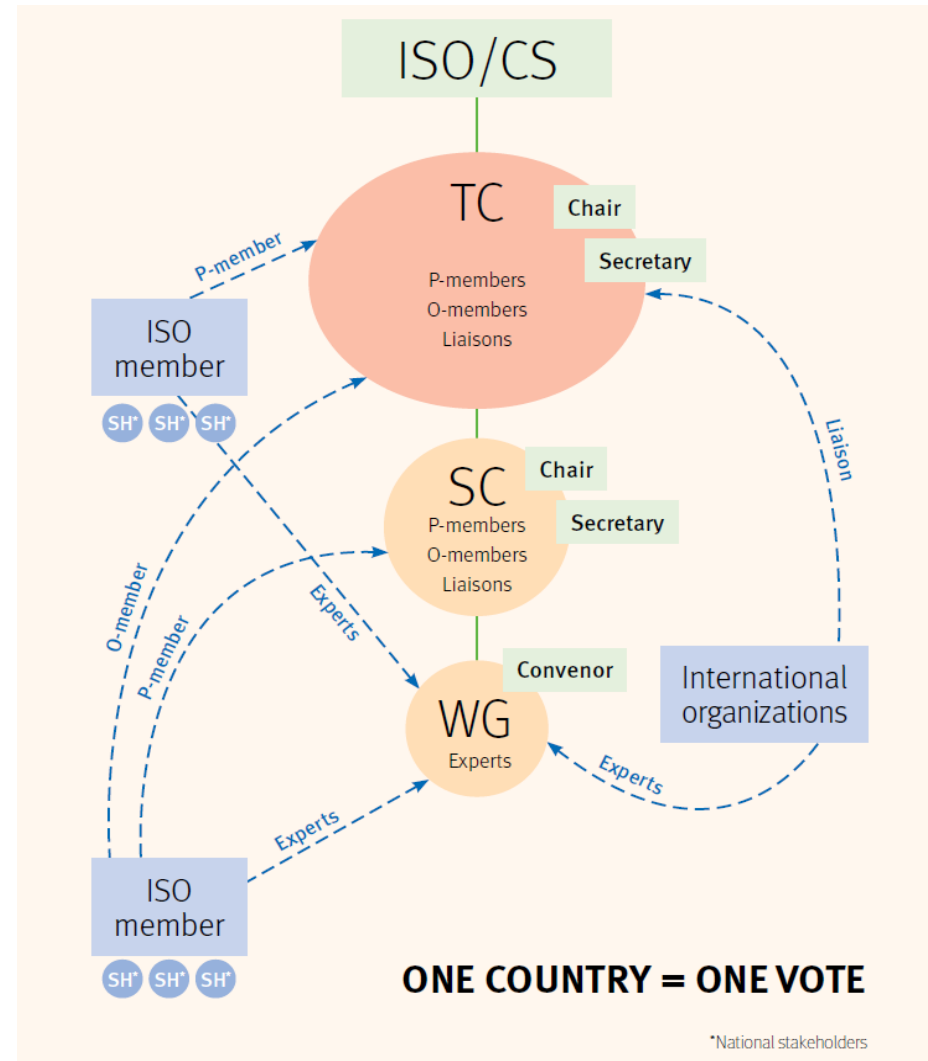 ISO/CS
TC
Chair
Secretary
P-members
O-members
Liaisons
P-member
ISO
member
SH* SH* SH*
SC
Chair
Secretary
P-members
O-members
Liaisons
Liaison
O-member
P-member
Experts
WG
Convenor
Experts
International
organizations
Experts
Experts
ISO
member
SH* SH* SH*
ONE COUNTRY = ONE VOTE
*National stakeholders